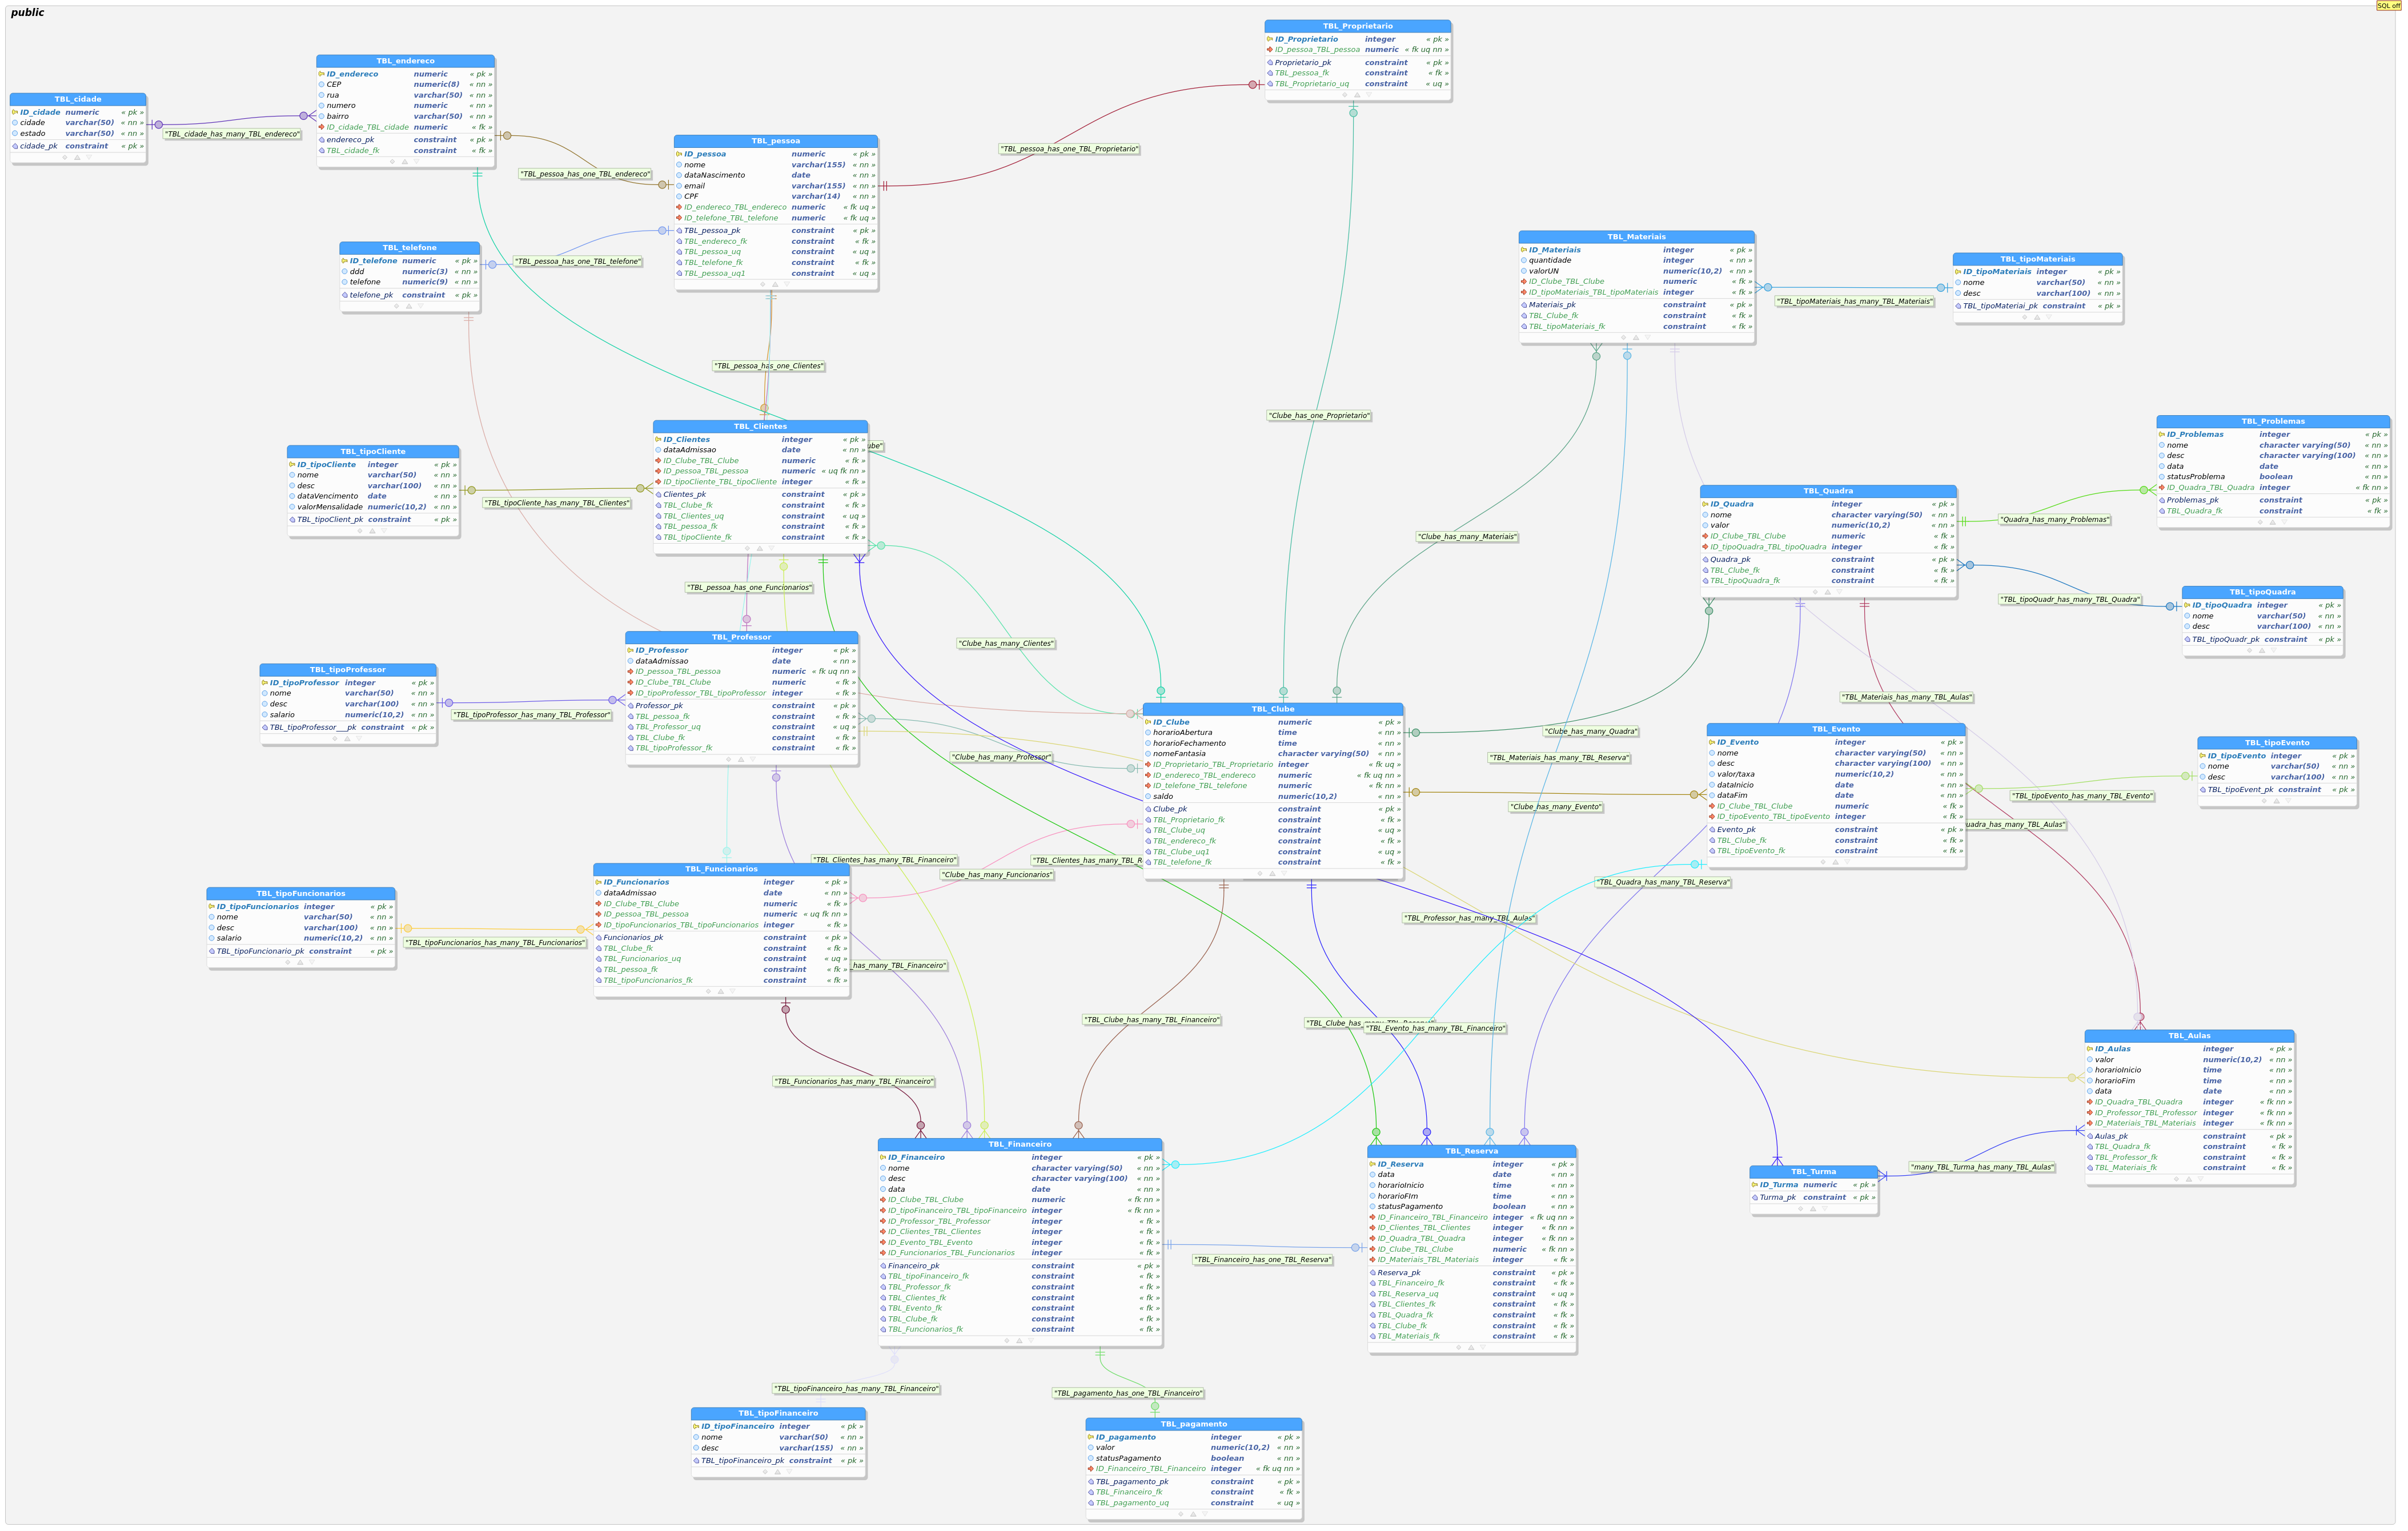 public
SQL off
TBL_Proprietario
ID_Proprietario integer « pk »
ID_pessoa_TBL_pessoa numeric « fk uq nn »
Proprietario_pk constraint « pk »
TBL_pessoa_fk constraint « fk »
TBL_Proprietario_uq constraint « uq »
TBL_endereco
ID_endereco numeric « pk »
CEP numeric(8) « nn »
rua varchar(50) « nn »
numero numeric « nn »
bairro varchar(50) « nn »
ID_cidade_TBL_cidade numeric « fk »
endereco_pk constraint « pk »
TBL_cidade_fk constraint « fk »
TBL_cidade
ID_cidade numeric « pk »
cidade varchar(50) « nn »
estado varchar(50) « nn »
cidade_pk constraint « pk »
"TBL_cidade_has_many_TBL_endereco"
TBL_pessoa
ID_pessoa numeric « pk »
nome varchar(155) « nn »
dataNascimento date « nn »
email varchar(155) « nn »
CPF varchar(14) « nn »
ID_endereco_TBL_endereco numeric « fk uq »
ID_telefone_TBL_telefone numeric « fk uq »
TBL_pessoa_pk constraint « pk »
TBL_endereco_fk constraint « fk »
TBL_pessoa_uq constraint « uq »
TBL_telefone_fk constraint « fk »
TBL_pessoa_uq1 constraint « uq »
"TBL_pessoa_has_one_TBL_Proprietario"
"TBL_pessoa_has_one_TBL_endereco"
TBL_telefone
ID_telefone numeric « pk »
ddd numeric(3) « nn »
telefone numeric(9) « nn »
telefone_pk constraint « pk »
"TBL_pessoa_has_one_TBL_telefone"
TBL_Materiais
ID_Materiais integer « pk »
quantidade integer « nn »
valorUN numeric(10,2) « nn »
ID_Clube_TBL_Clube numeric « fk »
ID_tipoMateriais_TBL_tipoMateriais integer « fk »
Materiais_pk constraint « pk »
TBL_Clube_fk constraint « fk »
TBL_tipoMateriais_fk constraint « fk »
TBL_tipoMateriais
ID_tipoMateriais integer « pk »
nome varchar(50) « nn »
desc varchar(100) « nn »
TBL_tipoMateriai_pk constraint « pk »
"TBL_tipoMateriais_has_many_TBL_Materiais"
"TBL_pessoa_has_one_Clientes"
"Clube_has_one_Proprietario"
TBL_Clientes
ID_Clientes integer « pk »
dataAdmissao date « nn »
ID_Clube_TBL_Clube numeric « fk »
ID_pessoa_TBL_pessoa numeric « uq fk nn »
ID_tipoCliente_TBL_tipoCliente integer « fk »
Clientes_pk constraint « pk »
TBL_Clube_fk constraint « fk »
TBL_Clientes_uq constraint « uq »
TBL_pessoa_fk constraint « fk »
TBL_tipoCliente_fk constraint « fk »
ube"
TBL_tipoCliente
ID_tipoCliente integer « pk »
nome varchar(50) « nn »
desc varchar(100) « nn »
dataVencimento date « nn »
valorMensalidade numeric(10,2) « nn »
TBL_tipoClient_pk constraint « pk »
"TBL_tipoCliente_has_many_TBL_Clientes"
TBL_Problemas
ID_Problemas integer « pk »
nome character varying(50) « nn »
desc character varying(100) « nn »
data date « nn »
statusProblema boolean « nn »
ID_Quadra_TBL_Quadra integer « fk nn »
Problemas_pk constraint « pk »
TBL_Quadra_fk constraint « fk »
TBL_Quadra
ID_Quadra integer « pk »
nome character varying(50) « nn »
valor numeric(10,2) « nn »
ID_Clube_TBL_Clube numeric « fk »
ID_tipoQuadra_TBL_tipoQuadra integer « fk »
Quadra_pk constraint « pk »
TBL_Clube_fk constraint « fk »
TBL_tipoQuadra_fk constraint « fk »
"Quadra_has_many_Problemas"
"Clube_has_many_Materiais"
"TBL_pessoa_has_one_Funcionarios"
TBL_tipoQuadra
ID_tipoQuadra integer « pk »
nome varchar(50) « nn »
desc varchar(100) « nn »
TBL_tipoQuadr_pk constraint « pk »
"TBL_tipoQuadr_has_many_TBL_Quadra"
TBL_Professor
ID_Professor integer « pk »
dataAdmissao date « nn »
ID_pessoa_TBL_pessoa numeric « fk uq nn »
ID_Clube_TBL_Clube numeric « fk »
ID_tipoProfessor_TBL_tipoProfessor integer « fk »
Professor_pk constraint « pk »
TBL_pessoa_fk constraint « fk »
TBL_Professor_uq constraint « uq »
TBL_Clube_fk constraint « fk »
TBL_tipoProfessor_fk constraint « fk »
"Clube_has_many_Clientes"
TBL_tipoProfessor
ID_tipoProfessor integer « pk »
nome varchar(50) « nn »
desc varchar(100) « nn »
salario numeric(10,2) « nn »
TBL_tipoProfessor__pk constraint « pk »
"TBL_tipoProfessor_has_many_TBL_Professor"
"TBL_Materiais_has_many_TBL_Aulas"
TBL_Clube
ID_Clube numeric « pk »
horarioAbertura time « nn »
horarioFechamento time « nn »
nomeFantasia character varying(50) « nn »
ID_Proprietario_TBL_Proprietario integer « fk uq »
ID_endereco_TBL_endereco numeric « fk uq nn »
ID_telefone_TBL_telefone numeric « fk nn »
saldo numeric(10,2) « nn »
Clube_pk constraint « pk »
TBL_Proprietario_fk constraint « fk »
TBL_Clube_uq constraint « uq »
TBL_endereco_fk constraint « fk »
TBL_Clube_uq1 constraint « uq »
TBL_telefone_fk constraint « fk »
"Clube_has_many_Quadra"
"Clube_has_many_Professor"
"TBL_Materiais_has_many_TBL_Reserva"
"Clube_has_many_Evento"
TBL_Evento
ID_Evento integer « pk »
nome character varying(50) « nn »
desc character varying(100) « nn »
valor/taxa numeric(10,2) « nn »
dataInicio date « nn »
dataFim date « nn »
ID_Clube_TBL_Clube numeric « fk »
ID_tipoEvento_TBL_tipoEvento integer « fk »
Evento_pk constraint « pk »
TBL_Clube_fk constraint « fk »
TBL_tipoEvento_fk constraint « fk »
TBL_tipoEvento
ID_tipoEvento integer « pk »
nome varchar(50) « nn »
desc varchar(100) « nn »
TBL_tipoEvent_pk constraint « pk »
"TBL_tipoEvento_has_many_TBL_Evento"
uadra_has_many_TBL_Aulas"
"TBL_Clientes_has_many_TBL_Financeiro"
"TBL_Clientes_has_many_TBL_R
"Clube_has_many_Funcionarios"
"TBL_Quadra_has_many_TBL_Reserva"
TBL_Funcionarios
ID_Funcionarios integer « pk »
dataAdmissao date « nn »
ID_Clube_TBL_Clube numeric « fk »
ID_pessoa_TBL_pessoa numeric « uq fk nn »
ID_tipoFuncionarios_TBL_tipoFuncionarios integer « fk »
Funcionarios_pk constraint « pk »
TBL_Clube_fk constraint « fk »
TBL_Funcionarios_uq constraint « uq »
TBL_pessoa_fk constraint « fk »
TBL_tipoFuncionarios_fk constraint « fk »
TBL_tipoFuncionarios
ID_tipoFuncionarios integer « pk »
nome varchar(50) « nn »
desc varchar(100) « nn »
salario numeric(10,2) « nn »
TBL_tipoFuncionario_pk constraint « pk »
"TBL_tipoFuncionarios_has_many_TBL_Funcionarios"
"TBL_Professor_has_many_TBL_Aulas"
_has_many_TBL_Financeiro"
"TBL_Clube_has_many_TBL_Financeiro"
"TBL_Clube_has_many_TBL_Reserva"
"TBL_Evento_has_many_TBL_Financeiro"
"TBL_Funcionarios_has_many_TBL_Financeiro"
TBL_Aulas
ID_Aulas integer « pk »
valor numeric(10,2) « nn »
horarioInicio time « nn »
horarioFim time « nn »
data date « nn »
ID_Quadra_TBL_Quadra integer « fk nn »
ID_Professor_TBL_Professor integer « fk nn »
ID_Materiais_TBL_Materiais integer « fk nn »
Aulas_pk constraint « pk »
TBL_Quadra_fk constraint « fk »
TBL_Professor_fk constraint « fk »
TBL_Materiais_fk constraint « fk »
TBL_Turma
ID_Turma numeric « pk »
Turma_pk constraint « pk »
"many_TBL_Turma_has_many_TBL_Aulas"
TBL_Financeiro
ID_Financeiro integer « pk »
nome character varying(50) « nn »
desc character varying(100) « nn »
data date « nn »
ID_Clube_TBL_Clube numeric « fk nn »
ID_tipoFinanceiro_TBL_tipoFinanceiro integer « fk nn »
ID_Professor_TBL_Professor integer « fk »
ID_Clientes_TBL_Clientes integer « fk »
ID_Evento_TBL_Evento integer « fk »
ID_Funcionarios_TBL_Funcionarios integer « fk »
Financeiro_pk constraint « pk »
TBL_tipoFinanceiro_fk constraint « fk »
TBL_Professor_fk constraint « fk »
TBL_Clientes_fk constraint « fk »
TBL_Evento_fk constraint « fk »
TBL_Clube_fk constraint « fk »
TBL_Funcionarios_fk constraint « fk »
TBL_Reserva
ID_Reserva integer « pk »
data date « nn »
horarioInicio time « nn »
horarioFIm time « nn »
statusPagamento boolean « nn »
ID_Financeiro_TBL_Financeiro integer « fk uq nn »
ID_Clientes_TBL_Clientes integer « fk nn »
ID_Quadra_TBL_Quadra integer « fk nn »
ID_Clube_TBL_Clube numeric « fk nn »
ID_Materiais_TBL_Materiais integer « fk »
Reserva_pk constraint « pk »
TBL_Financeiro_fk constraint « fk »
TBL_Reserva_uq constraint « uq »
TBL_Clientes_fk constraint « fk »
TBL_Quadra_fk constraint « fk »
TBL_Clube_fk constraint « fk »
TBL_Materiais_fk constraint « fk »
"TBL_Financeiro_has_one_TBL_Reserva"
"TBL_tipoFinanceiro_has_many_TBL_Financeiro"
"TBL_pagamento_has_one_TBL_Financeiro"
TBL_tipoFinanceiro
ID_tipoFinanceiro integer « pk »
nome varchar(50) « nn »
desc varchar(155) « nn »
TBL_tipoFinanceiro_pk constraint « pk »
TBL_pagamento
ID_pagamento integer « pk »
valor numeric(10,2) « nn »
statusPagamento boolean « nn »
ID_Financeiro_TBL_Financeiro integer « fk uq nn »
TBL_pagamento_pk constraint « pk »
TBL_Financeiro_fk constraint « fk »
TBL_pagamento_uq constraint « uq »